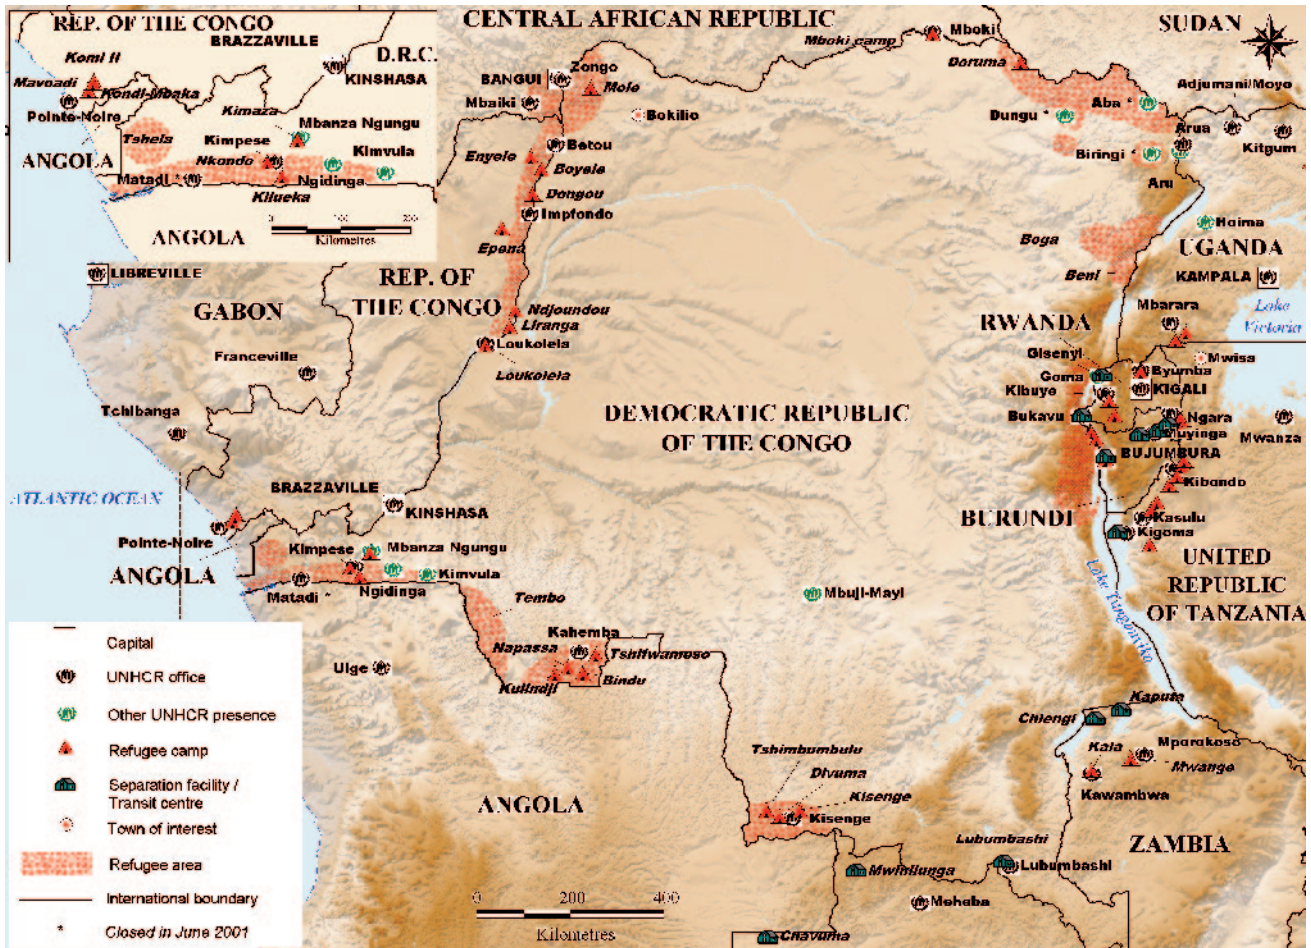 REP. OF THE CONGO
BRAZZAVILLE
D.R.C.
KINSHASA
Komi II
Mavoadi
Kondi-Mbaka
Pointe-Noire
Kimaza
Mbanza Ngungu
Tshela
Kimpese
Kimvula
ANGOLA
Nkondo
Matadi *
Ngidinga
Kilueka
ANGOLA
0 100 200
Kilometres
CENTRAL AFRICAN REPUBLIC
SUDAN
Mboki camp
Mboki
Doruma
Zongo
BANGUI
Mole
Mbaiki
Bokilio
Adjumani/Moyo
Aba *
Dungu *
Arua
Kitgum
Biringi *
Aru
Betou
Enyele
Boyele
Dongou
Impfondo
Epena
Hoima
Boga
UGANDA
Beni
KAMPALA
LIBREVILLE
REP. OF
THE CONGO
GABON
Ndjoundou
Liranga
Loukolela
Loukolela
Franceville
Tchibanga
Mbarara
Lake
Victoria
RWANDA
Gisenyi
Mwisa
Goma
Byumba
Kibuye
KIGALI
Bukavu
Ngara
Muyinga
Mwanza
BUJUMBURA
Kibondo
BURUNDI
Kasulu
Kigoma
DEMOCRATIC REPUBLIC
OF THE CONGO
UNITED
REPUBLIC
OF TANZANIA
Lake Tanganyika
ATLANTIC OCEAN
BRAZZAVILLE
KINSHASA
Pointe-Noire
Kimpese
Mbanza Ngungu
ANGOLA
Kimvula
Matadi *
Ngidinga
Tembo
Mbuji-Mayi
Kahemba
Napassa
Tshifwameso
Kulindji
Bindu
Uige
Kaputa
Chiengi
Kala
Mporokoso
Mwange
Kawambwa
Tshimbumbulu
Divuma
Kisenge
Kisenge
ANGOLA
ZAMBIA
Lubumbashi
Lubumbashi
Mwinilunga
Meheba
Chavuma
0 200 400
Kilometres
Capital
UNHCR office
Other UNHCR presence
Refugee camp
Separation facility /
Transit centre
Town of interest
Refugee area
International boundary
* Closed in June 2001